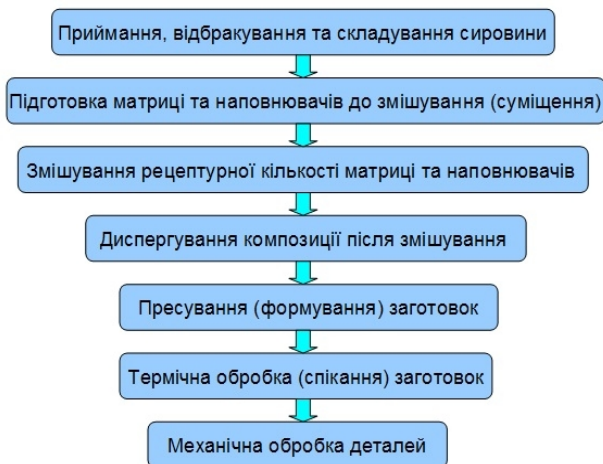 Приймання, відбракування та складування сировини
Підготовка матриці та наповнювачів до змішування (суміщення)
Змішування рецептурної кількості матриці та наповнювачів
Диспергування композиції після змішування
Пресування (формування) заготовок
Термічна обробка (спікання) заготовок
Механічна обробка деталей